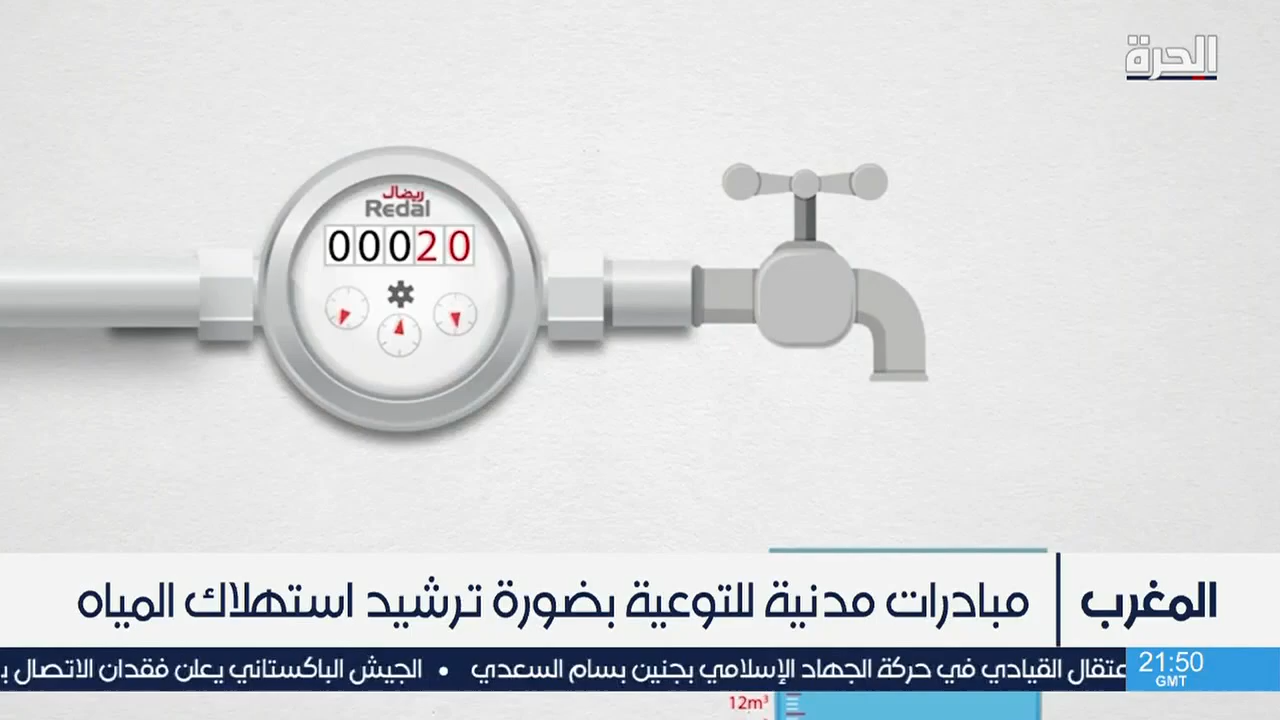 الحرة
ريضال
Redal
00020
المغرب
مبادرات مدنية للتوعية بضورة ترشيد استهلاك المياه
21:50
GMT
عتقال القيادي في حركة الجهاد الإسلامي بجنين بسام السعدي • الجيش الباكستاني يعلن فقدان الاتصال
12m³